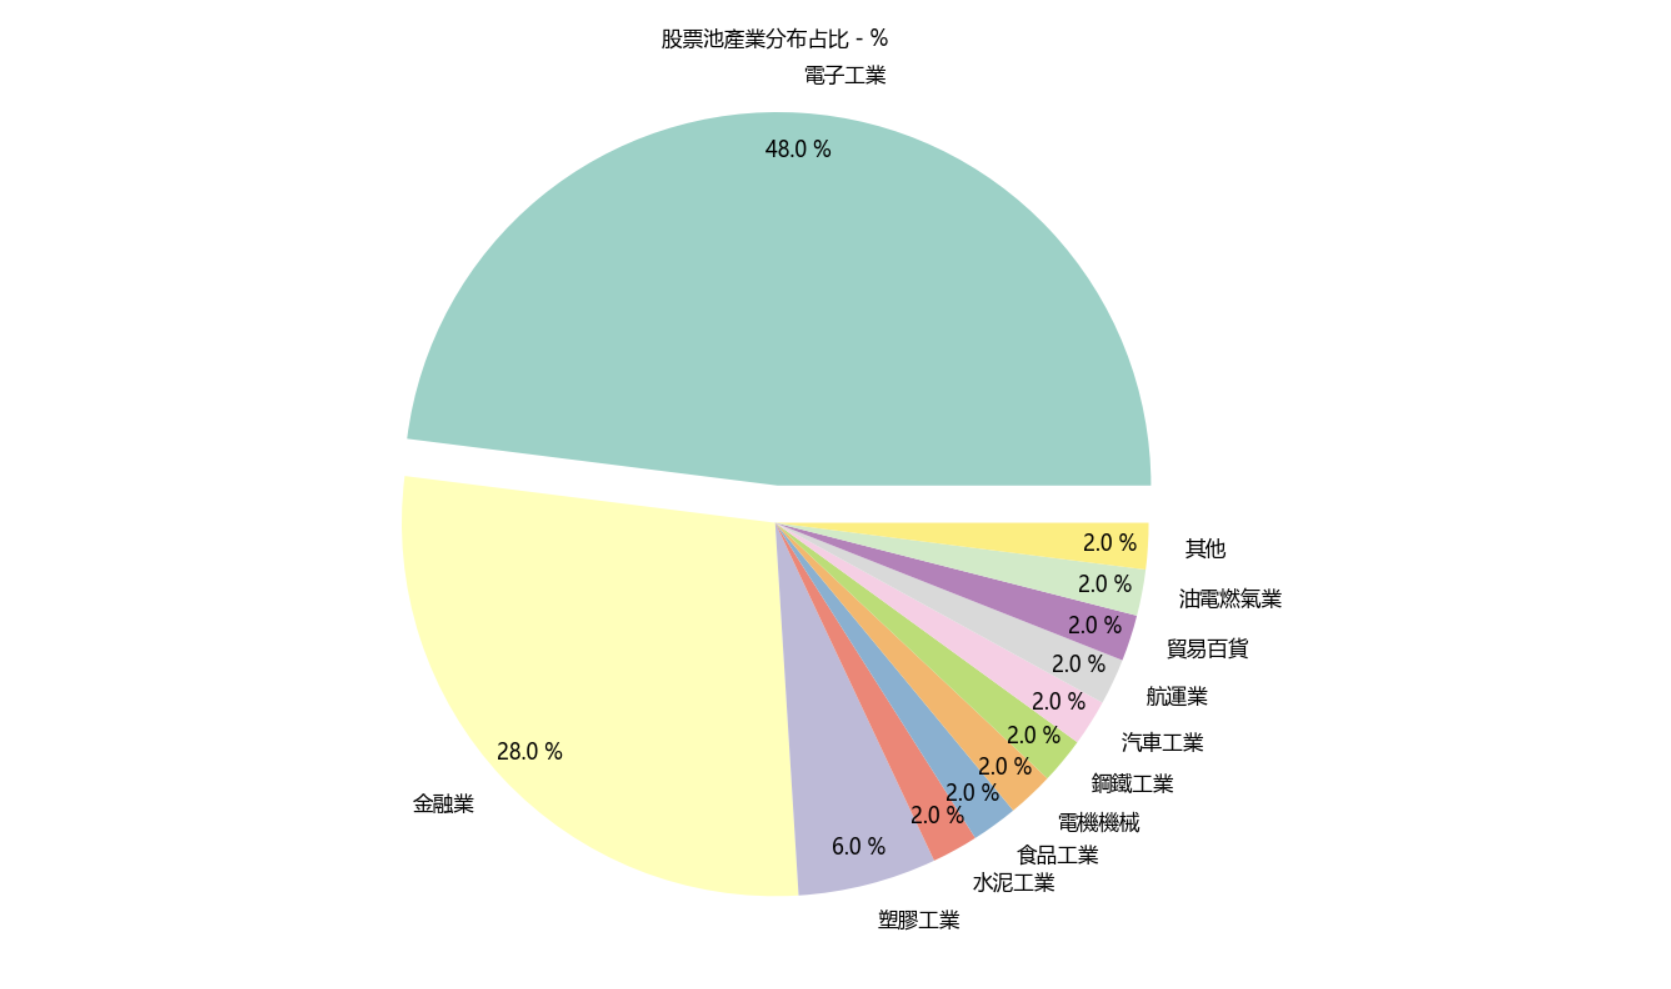 股票池產業分布占比 - %
電子工業
48.0 %
2.0 %
其他
2.0 %
油電燃氣業
2.0 %
貿易百貨
2.0 %
航運業
2.0 %
汽車工業
2.0 %
鋼鐵工業
2.0 %
電機機械
2.0 %
食品工業
2.0 %
水泥工業
6.0 %
塑膠工業
28.0 %
金融業